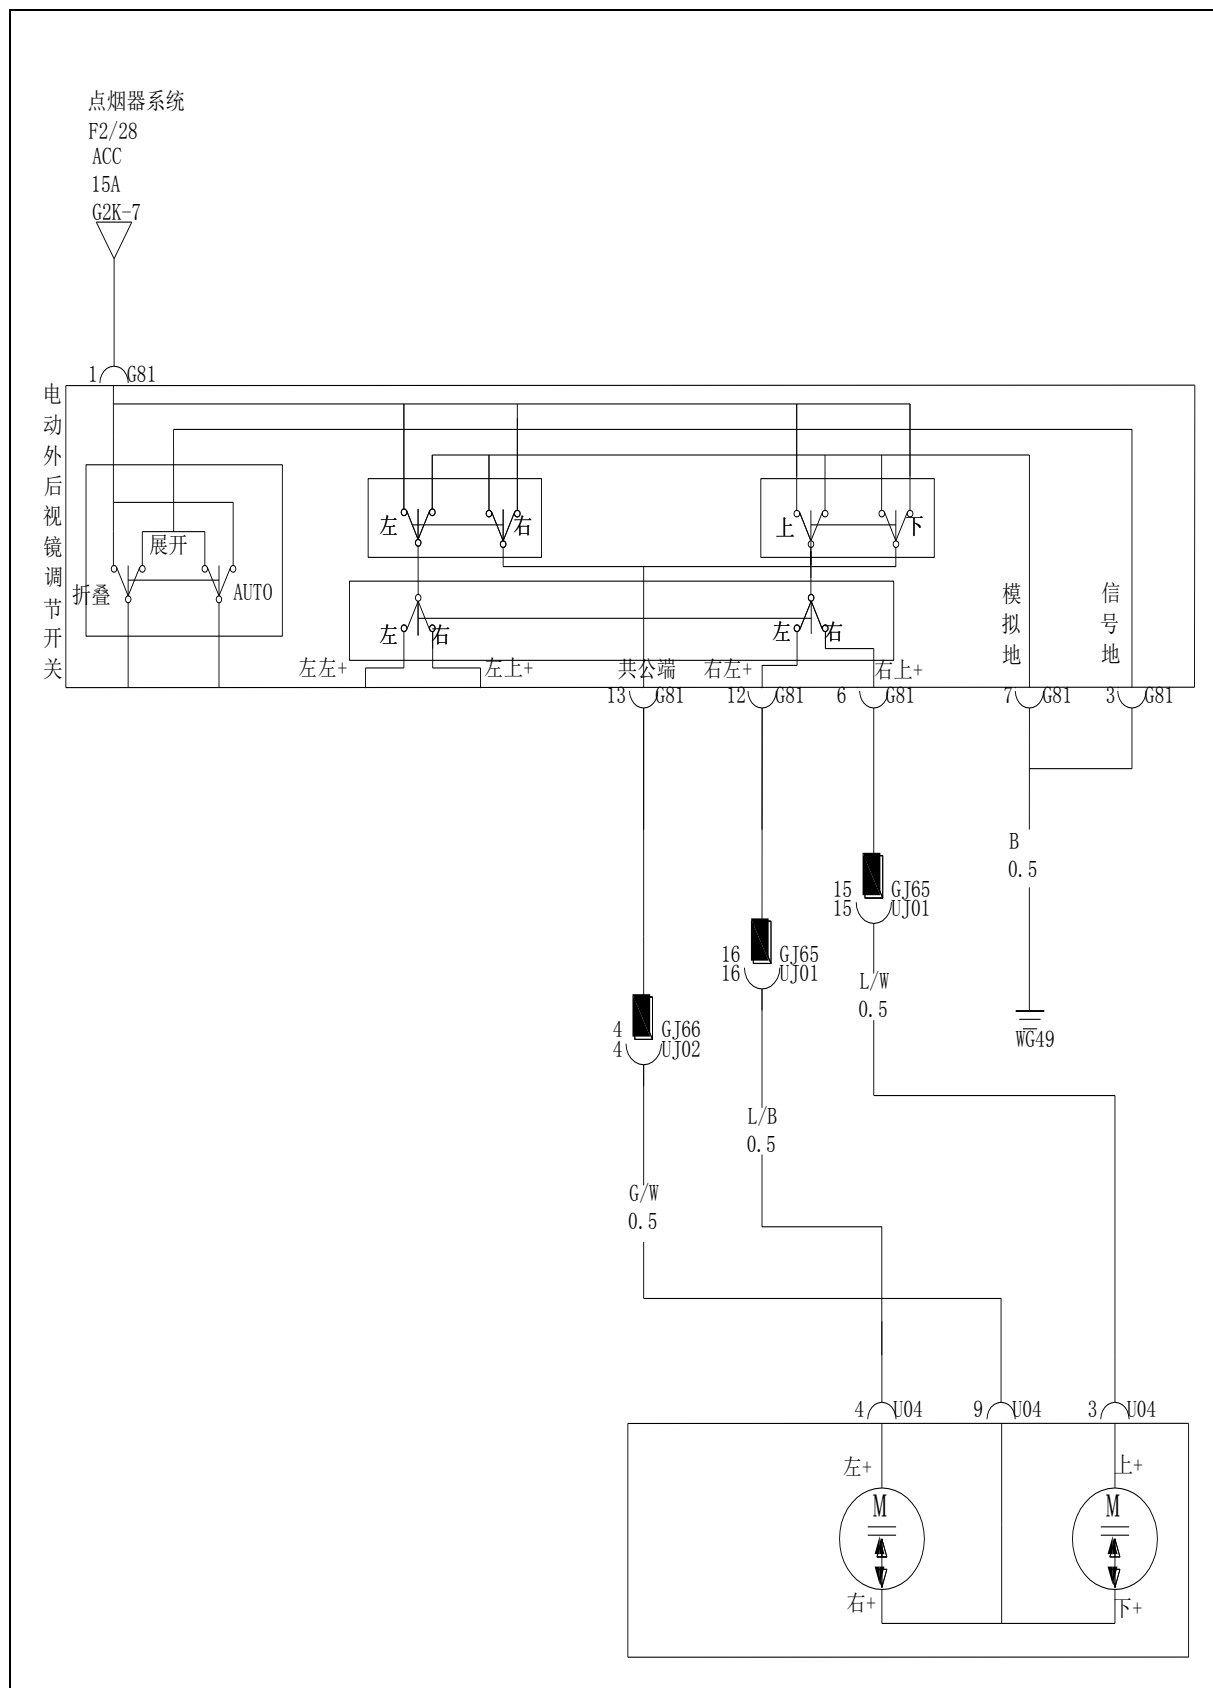 点烟器系统
F2/28
ACC
15A
G2K-7
1 G81
电动外后视镜调节开关
左 右
上 下
展开
折叠 AUTO
左 右
左 右
模拟地
信号地
左左+
左上+
共公端
右左+
右上+
13 G81
12 G81
6 G81
7 G81
3 G81
B
0.5
15 GJ65
15 UJ01
16 GJ65
16 UJ01
L/W
0.5
4 GJ66
4 UJ02
WG49
L/B
0.5
G/W
0.5
4 U04
9 U04
3 U04
左+
上+
M
M
右+
下+